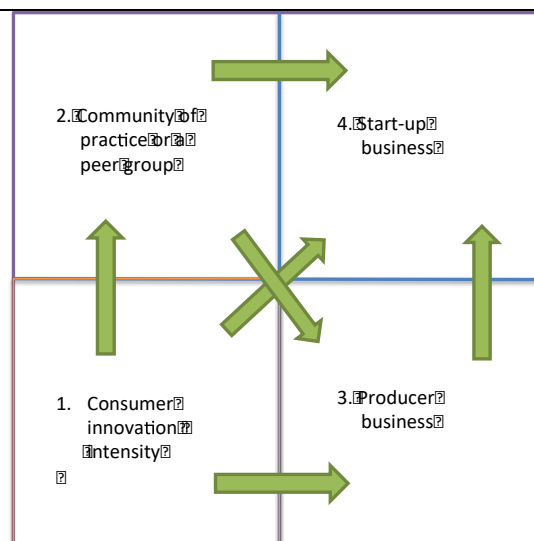 2. Community of
practice or a
peer group
4. Start-up
business
1. Consumer
innovation
intensity
3. Producer
business